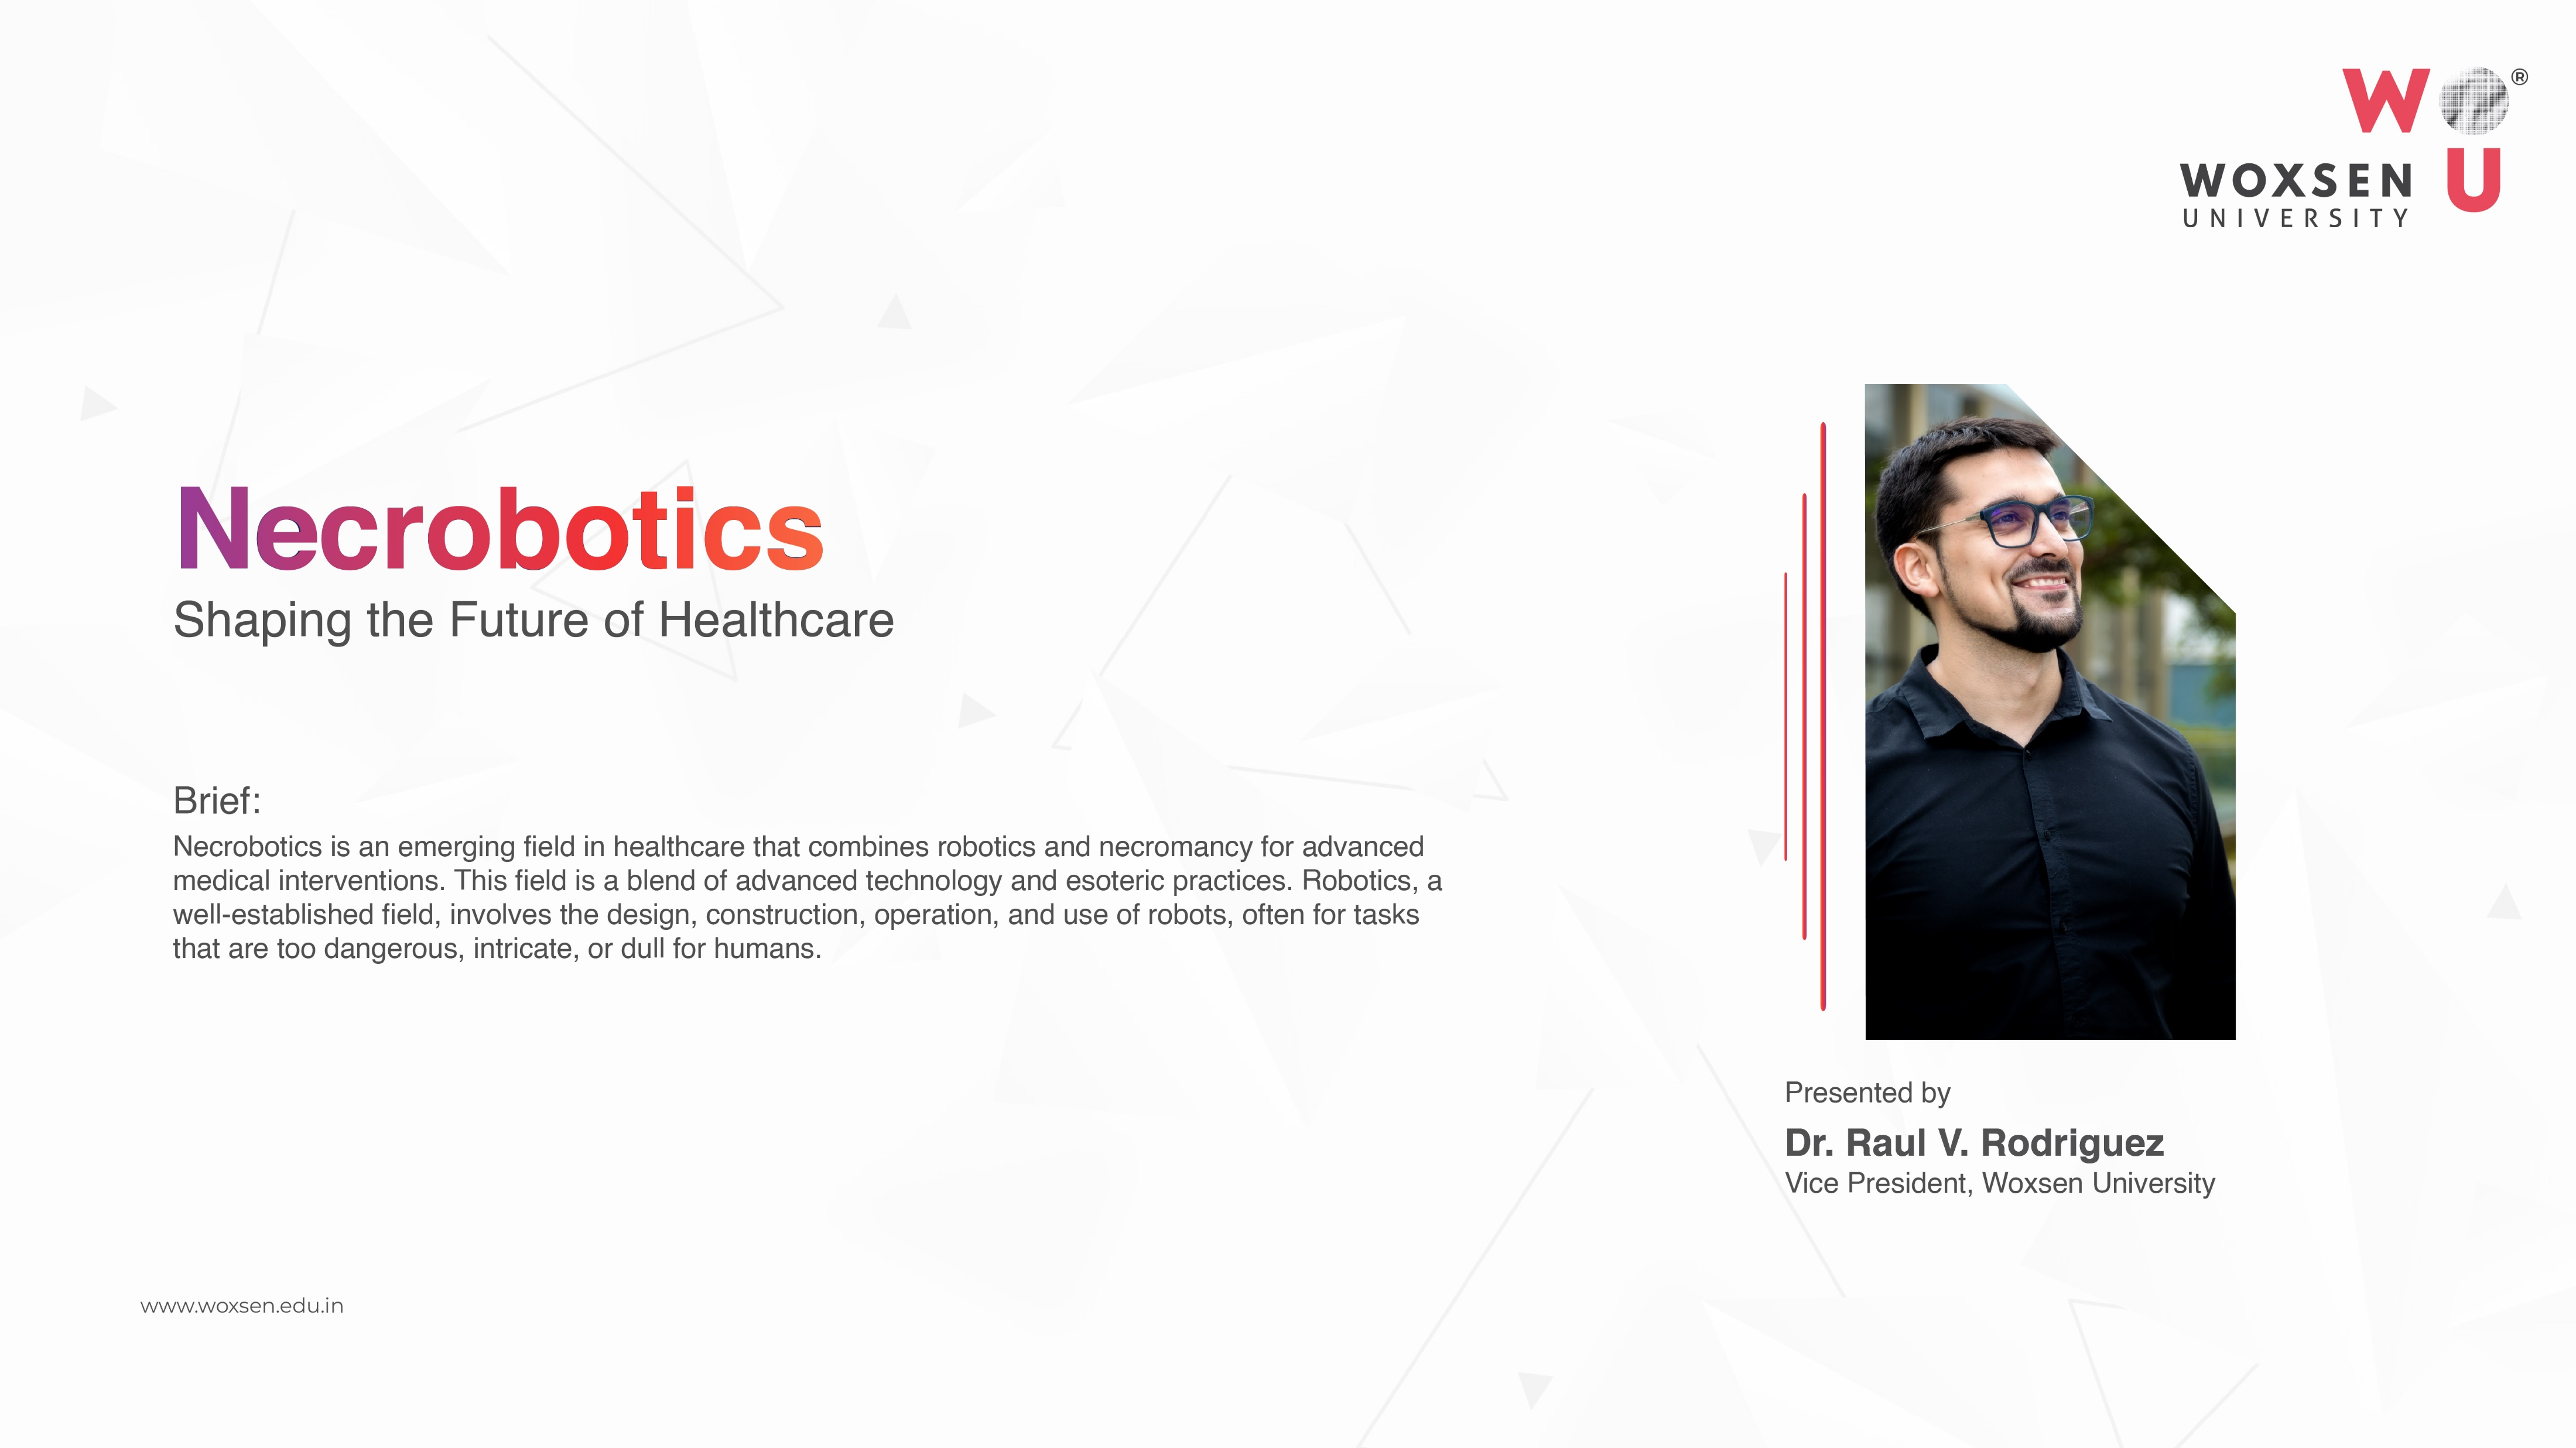 W ®
WOXSEN U
UNIVERSITY
Necrobotics
Shaping the Future of Healthcare
Brief:
Necrobotics is an emerging field in healthcare that combines robotics and necromancy for advanced
medical interventions. This field is a blend of advanced technology and esoteric practices. Robotics, a
well-established field, involves the design, construction, operation, and use of robots, often for tasks
that are too dangerous, intricate, or dull for humans.
Presented by
Dr. Raul V. Rodriguez
Vice President, Woxsen University
www.woxsen.edu.in